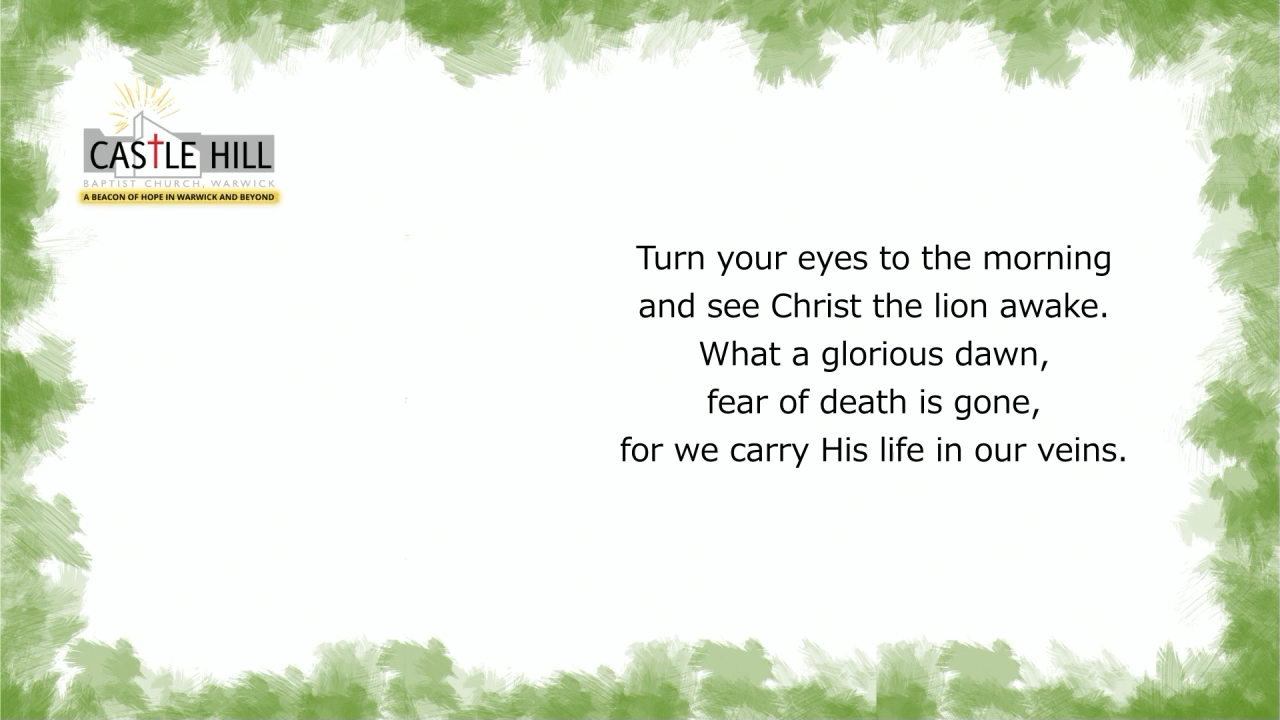 CASTLE HILL
BAPTIST CHURCH, WARWICK
A BEACON OF HOPE IN WARWICK AND BEYOND
Turn your eyes to the morning
and see Christ the lion awake.
What a glorious dawn,
fear of death is gone,
for we carry His life in our veins.